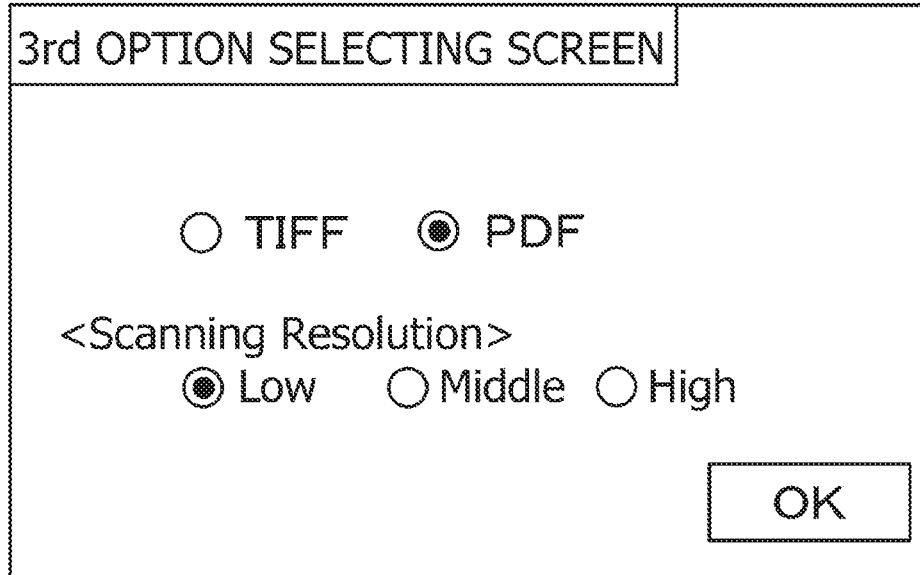 3rd OPTION SELECTING SCREEN
TIFF PDF
<Scanning Resolution>
Low Middle High
OK